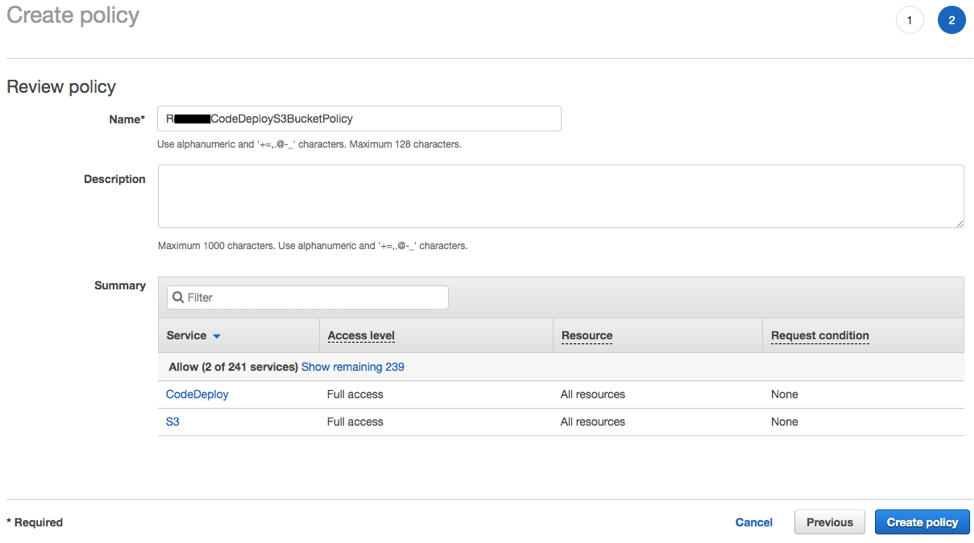 Create policy
1 2
Review policy
Name* R CodeDeployS3BucketPolicy
Use alphanumeric and '+=,.@-_' characters. Maximum 128 characters.
Description
Maximum 1000 characters. Use alphanumeric and '+=,.@-_' characters.
Summary
Filter
Service Access level Resource Request condition
Allow (2 of 241 services) Show remaining 239
CodeDeploy Full access All resources None
S3 Full access All resources None
* Required Cancel Previous Create policy